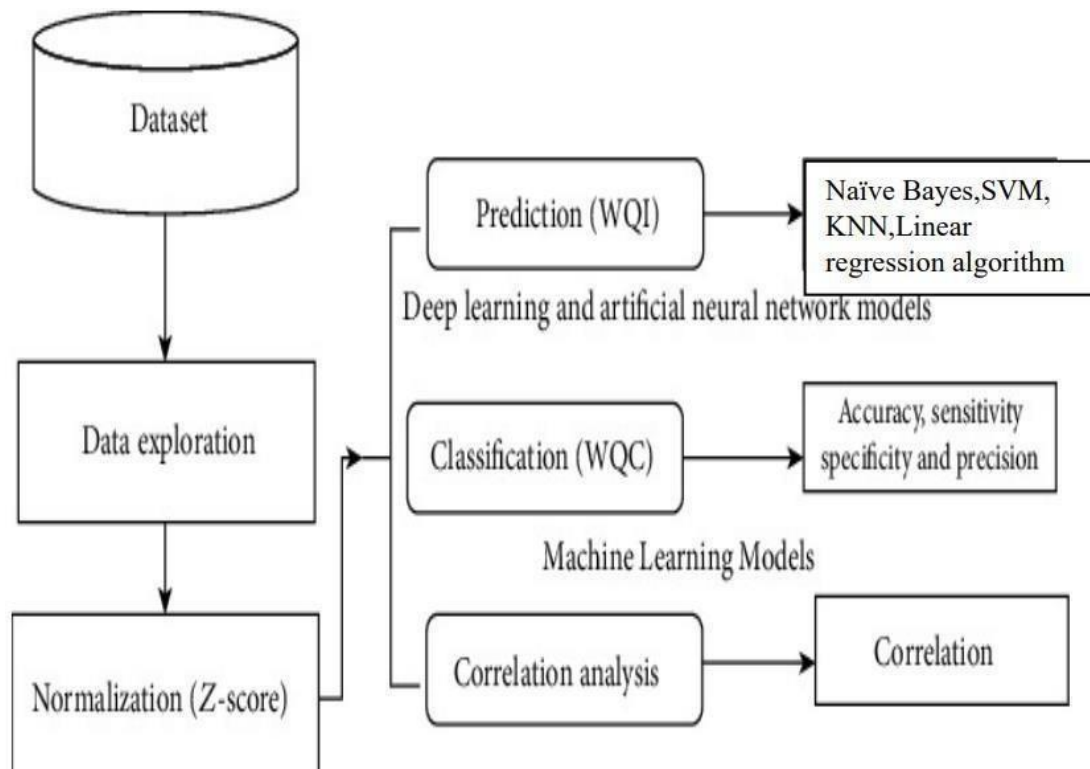 Dataset
Data exploration
Normalization (Z-score)
Prediction (WQI)
Naïve Bayes,SVM,
KNN,Linear
regression algorithm
Deep learning and artificial neural network models
Classification (WQC)
Accuracy, sensitivity
specificity and precision
Machine Learning Models
Correlation analysis
Correlation